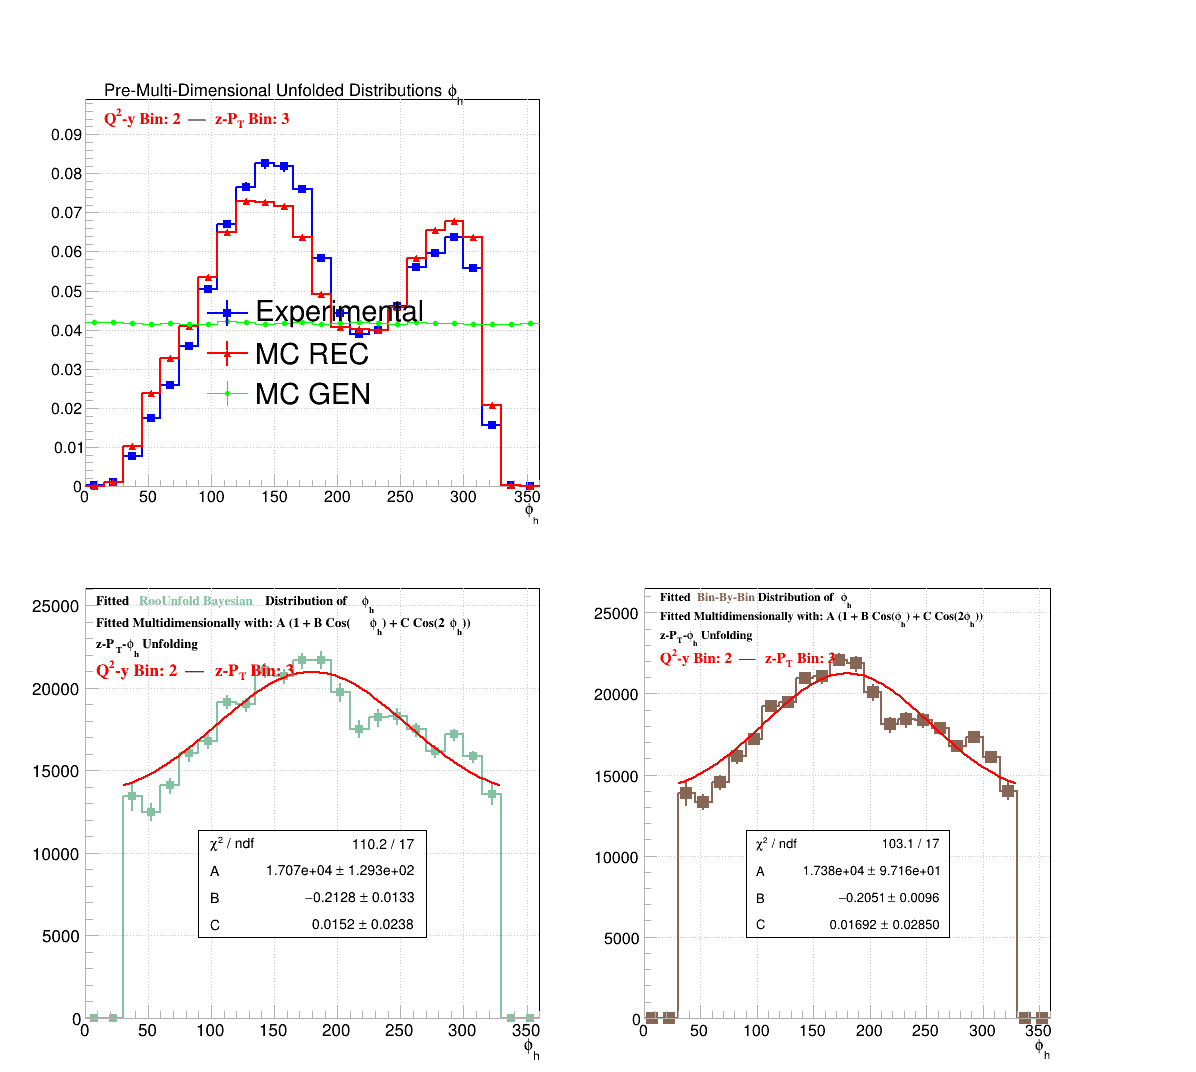 Pre-Multi-Dimensional Unfolded Distributions ϕh
Q²-y Bin: 2 — z-PT Bin: 3
0.09
0.08
0.07
0.06
0.05
0.04
0.03
0.02
0.01
0
Experimental
MC REC
MC GEN
0 50 100 150 200 250 300 350
ϕh
Fitted RooUnfold Bayesian Distribution of ϕh
Fitted Multidimensionally with: A (1 + B Cos( ϕh) + C Cos(2 ϕh))
z-PT-ϕh Unfolding
Q²-y Bin: 2 — z-PT Bin: 3
25000
20000
15000
10000
5000
0
χ² / ndf 110.2 / 17
A 1.707e+04 ± 1.293e+02
B −0.2128 ± 0.0133
C 0.0152 ± 0.0238
0 50 100 150 200 250 300 350
ϕh
Fitted Bin-By-Bin Distribution of ϕh
Fitted Multidimensionally with: A (1 + B Cos(ϕh) + C Cos(2ϕh))
z-PT-ϕh Unfolding
Q²-y Bin: 2 — z-PT Bin: 3
25000
20000
15000
10000
5000
0
χ² / ndf 103.1 / 17
A 1.738e+04 ± 9.716e+01
B −0.2051 ± 0.0096
C 0.01692 ± 0.02850
0 50 100 150 200 250 300 350
ϕh